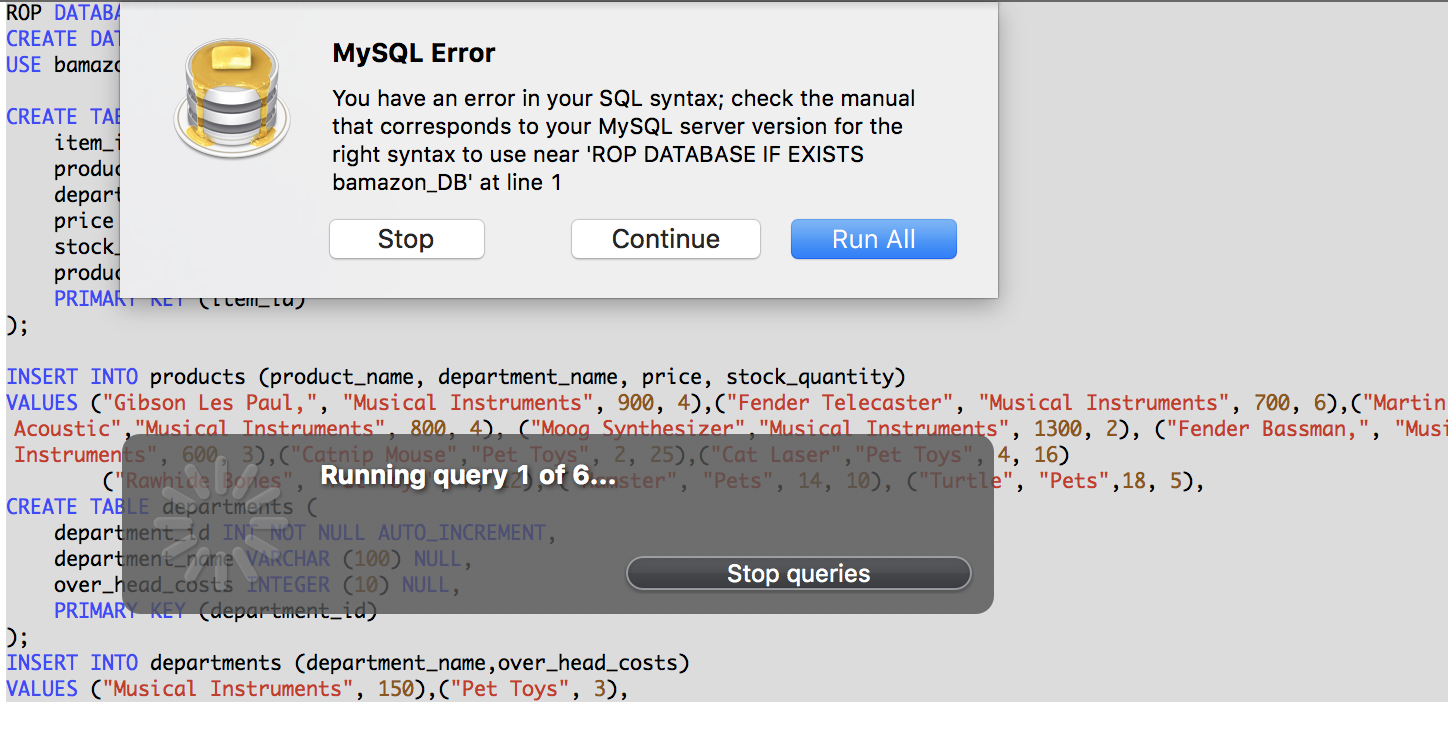 ROP DATABA
CREATE DAT
USE bamazo
MySQL Error
You have an error in your SQL syntax; check the manual
that corresponds to your MySQL server version for the
right syntax to use near 'ROP DATABASE IF EXISTS
bamazon_DB' at line 1
Stop
Continue
Run All
CREATE TAB
item_i
produc
depart
price
stock_
produc
PRIMARY KEY (item_id)
);
INSERT INTO products (product_name, department_name, price, stock_quantity)
VALUES ("Gibson Les Paul,", "Musical Instruments", 900, 4),("Fender Telecaster", "Musical Instruments", 700, 6),("Martin
Acoustic","Musical Instruments", 800, 4), ("Moog Synthesizer","Musical Instruments", 1300, 2), ("Fender Bassman,", "Musi
Instruments", 600, 3),("Catnip Mouse","Pet Toys", 2, 25),("Cat Laser","Pet Toys", 4, 16)
("Rawhide Bones", 12), "Pets", 14, 10), ("Turtle", "Pets",18, 5),
Running query 1 of 6...
Stop queries
CREATE TABLE departments (
department_id INT NOT NULL AUTO_INCREMENT,
department_name VARCHAR (100) NULL,
over_head_costs INTEGER (10) NULL,
PRIMARY KEY (department_id)
);
INSERT INTO departments (department_name,over_head_costs)
VALUES ("Musical Instruments", 150),("Pet Toys", 3),